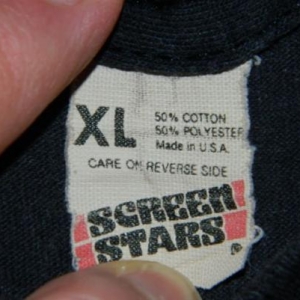 XL
50% COTTON
50% POLYESTER
Made in U.S.A.
CARE ON REVERSE SIDE
SCREEN
STARS
®